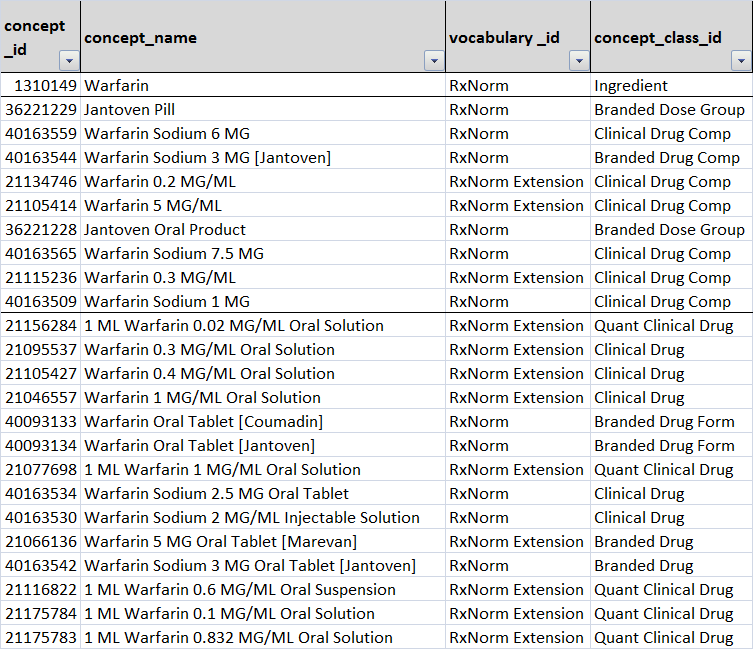 concept_id concept_name vocabulary _id concept_class_id
1310149 Warfarin RxNorm Ingredient
36221229 Jantoven Pill RxNorm Branded Dose Group
40163559 Warfarin Sodium 6 MG RxNorm Clinical Drug Comp
40163544 Warfarin Sodium 3 MG [Jantoven] RxNorm Branded Drug Comp
21134746 Warfarin 0.2 MG/ML RxNorm Extension Clinical Drug Comp
21105414 Warfarin 5 MG/ML RxNorm Extension Clinical Drug Comp
36221228 Jantoven Oral Product RxNorm Branded Dose Group
40163565 Warfarin Sodium 7.5 MG RxNorm Clinical Drug Comp
21115236 Warfarin 0.3 MG/ML RxNorm Extension Clinical Drug Comp
40163509 Warfarin Sodium 1 MG RxNorm Clinical Drug Comp
21156284 1 ML Warfarin 0.02 MG/ML Oral Solution RxNorm Extension Quant Clinical Drug
21095537 Warfarin 0.3 MG/ML Oral Solution RxNorm Extension Clinical Drug
21105427 Warfarin 0.4 MG/ML Oral Solution RxNorm Extension Clinical Drug
21046557 Warfarin 1 MG/ML Oral Solution RxNorm Extension Clinical Drug
40093133 Warfarin Oral Tablet [Coumadin] RxNorm Branded Drug Form
40093134 Warfarin Oral Tablet [Jantoven] RxNorm Branded Drug Form
21077698 1 ML Warfarin 1 MG/ML Oral Solution RxNorm Extension Quant Clinical Drug
40163534 Warfarin Sodium 2.5 MG Oral Tablet RxNorm Clinical Drug
40163530 Warfarin Sodium 2 MG/ML Injectable Solution RxNorm Clinical Drug
21066136 Warfarin 5 MG Oral Tablet [Marevan] RxNorm Extension Branded Drug
40163542 Warfarin Sodium 3 MG Oral Tablet [Jantoven] RxNorm Branded Drug
21116822 1 ML Warfarin 0.6 MG/ML Oral Suspension RxNorm Extension Quant Clinical Drug
21175784 1 ML Warfarin 0.1 MG/ML Oral Solution RxNorm Extension Quant Clinical Drug
21175783 1 ML Warfarin 0.832 MG/ML Oral Solution RxNorm Extension Quant Clinical Drug